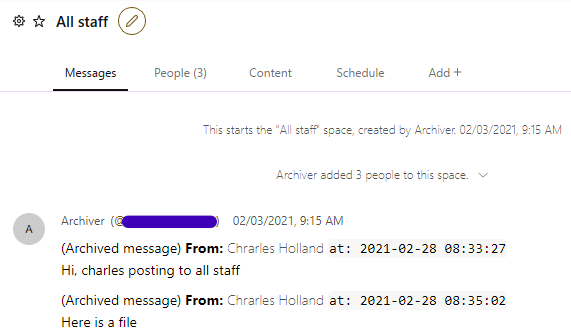 All staff
Messages People (3) Content Schedule Add +
This starts the "All staff" space, created by Archiver. 02/03/2021, 9:15 AM
Archiver added 3 people to this space.
A
Archiver (@ ) 02/03/2021, 9:15 AM
(Archived message) From: Chrarles Holland at: 2021-02-28 08:33:27
Hi, charles posting to all staff
(Archived message) From: Chrarles Holland at: 2021-02-28 08:35:02
Here is a file